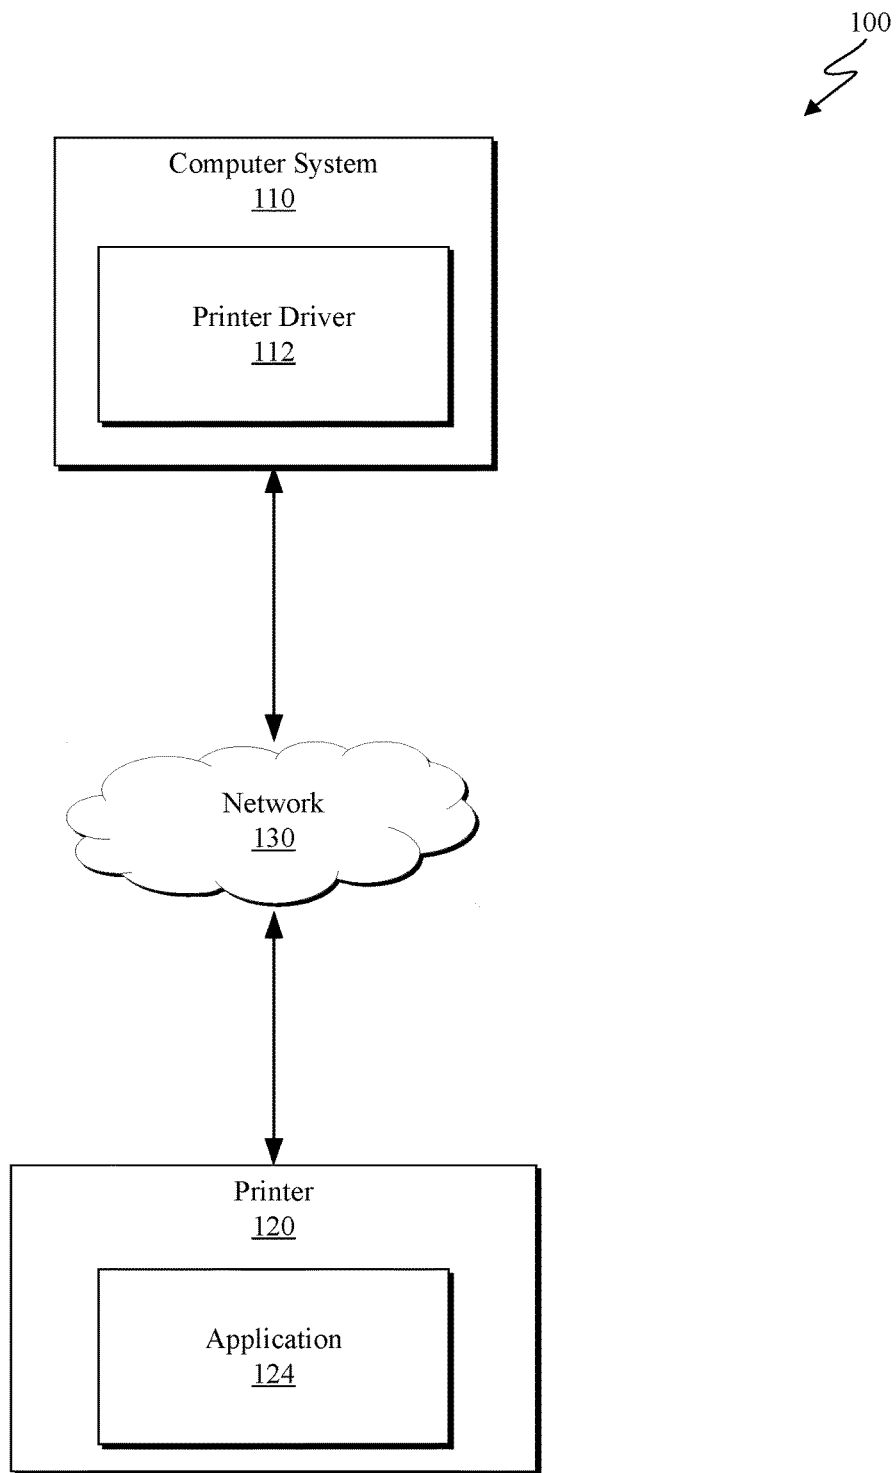 100
Computer System
110
Printer Driver
112
Network
130
Printer
120
Application
124